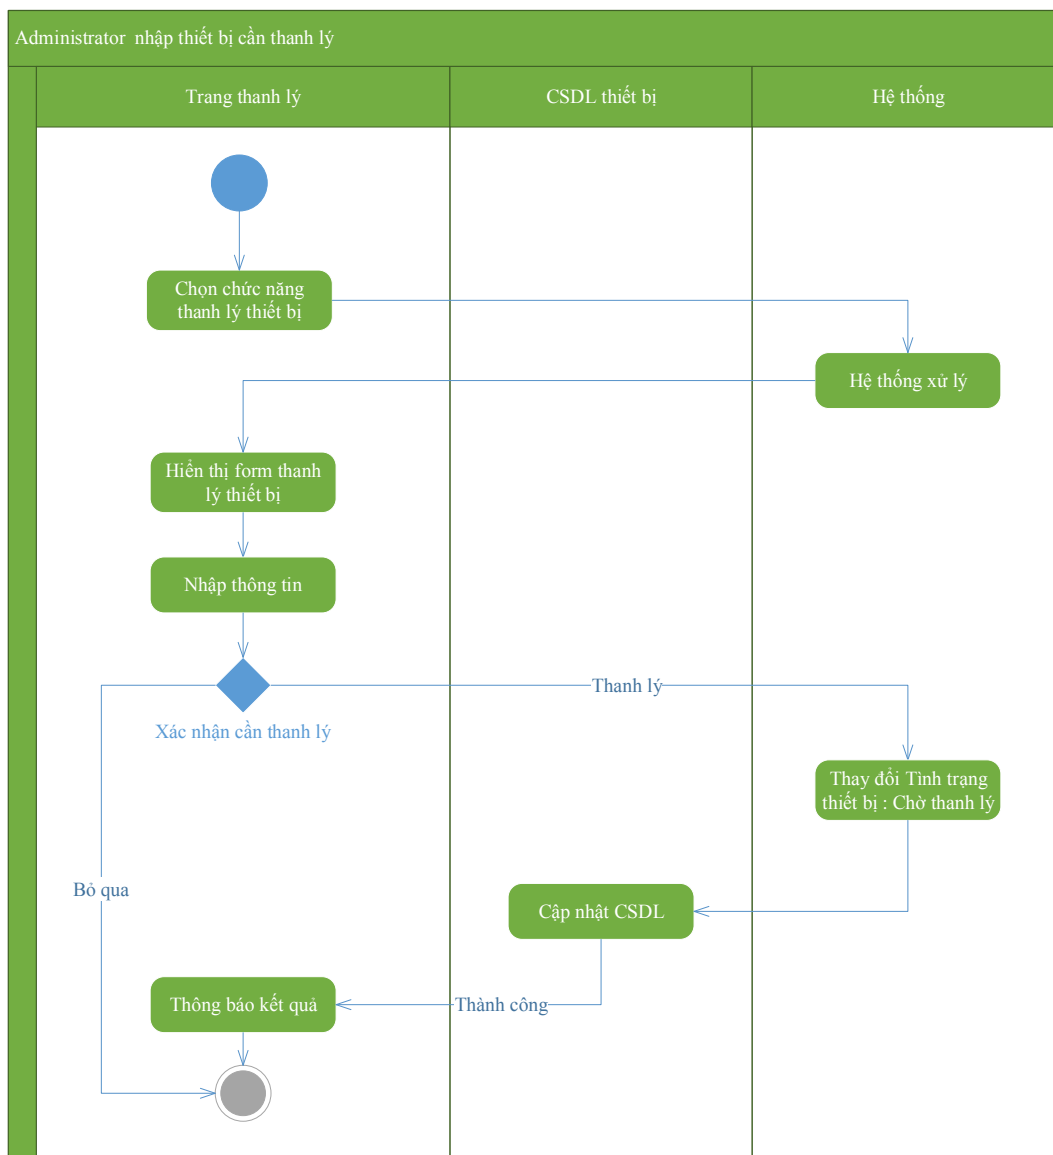 Administrator nhập thiết bị cần thanh lý
Trang thanh lý
CSDL thiết bị
Hệ thống
Chọn chức năng
thanh lý thiết bị
Hệ thống xử lý
Hiển thị form thanh
lý thiết bị
Nhập thông tin
Thanh lý
Xác nhận cần thanh lý
Thay đổi Tình trạng
thiết bị : Chờ thanh lý
Bỏ qua
Cập nhật CSDL
Thông báo kết quả
Thành công